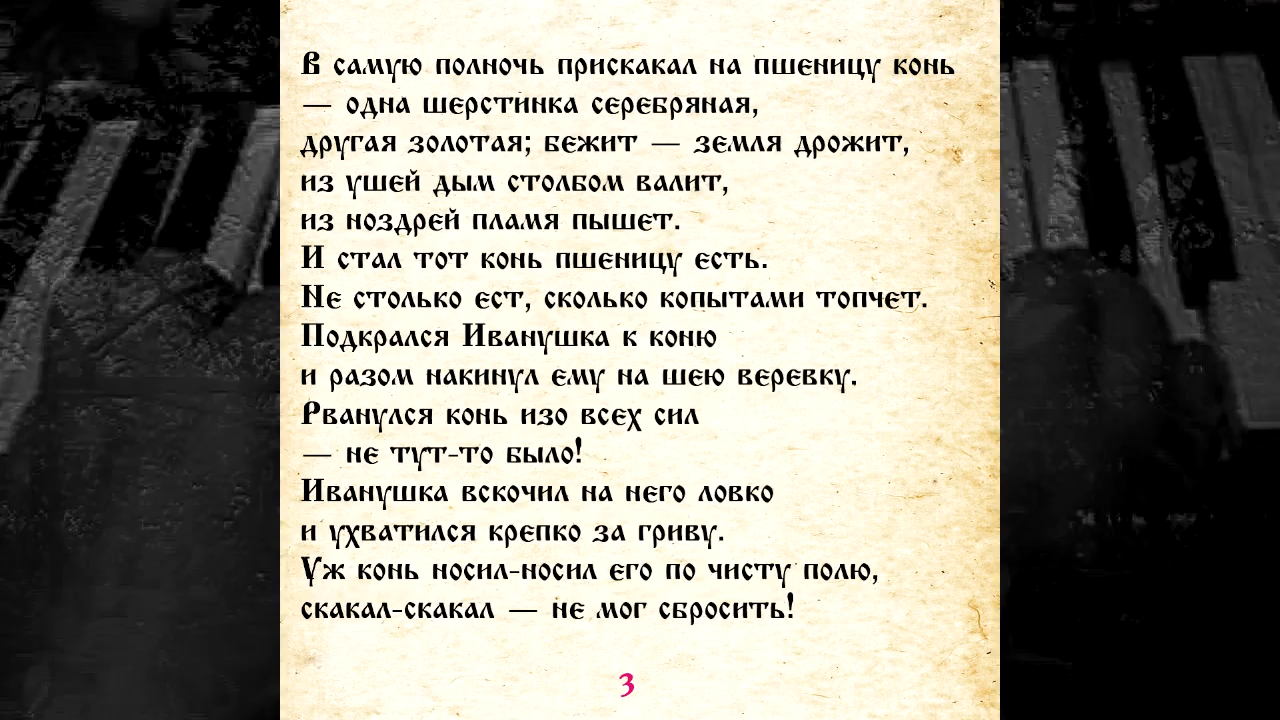 В самую полночь прискакал на пшеницу конь
— одна шерстинка серебряная,
другая золотая; бежит — земля дрожит,
из ушей дым столбом валит,
из ноздрей пламя пышет.
И стал тот конь пшеницу есть.
Не столько ест, сколько копытами топчет.
Подкрался Иванушка к коню
и разом накинул ему на шею веревку.
Рванулся конь изо всех сил
— не тут-то было!
Иванушка вскочил на него ловко
и ухватился крепко за гриву.
Уж конь носил-носил его по чисту полю,
скакал-скакал — не мог сбросить!
3